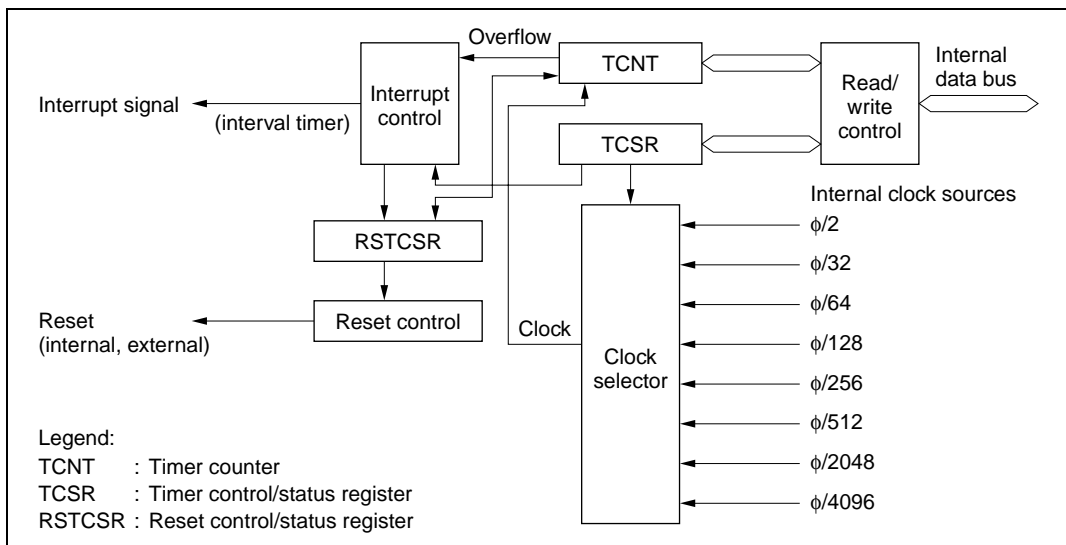 Overflow
TCNT
Internal
data bus
Read/
write
control
Interrupt
control
Interrupt signal
(interval timer)
TCSR
Internal clock sources
RSTCSR
ϕ/2
ϕ/32
ϕ/64
Reset control
Reset
(internal, external)
Clock
ϕ/128
Clock
selector
ϕ/256
ϕ/512
ϕ/2048
ϕ/4096
Legend:
TCNT : Timer counter
TCSR : Timer control/status register
RSTCSR : Reset control/status register